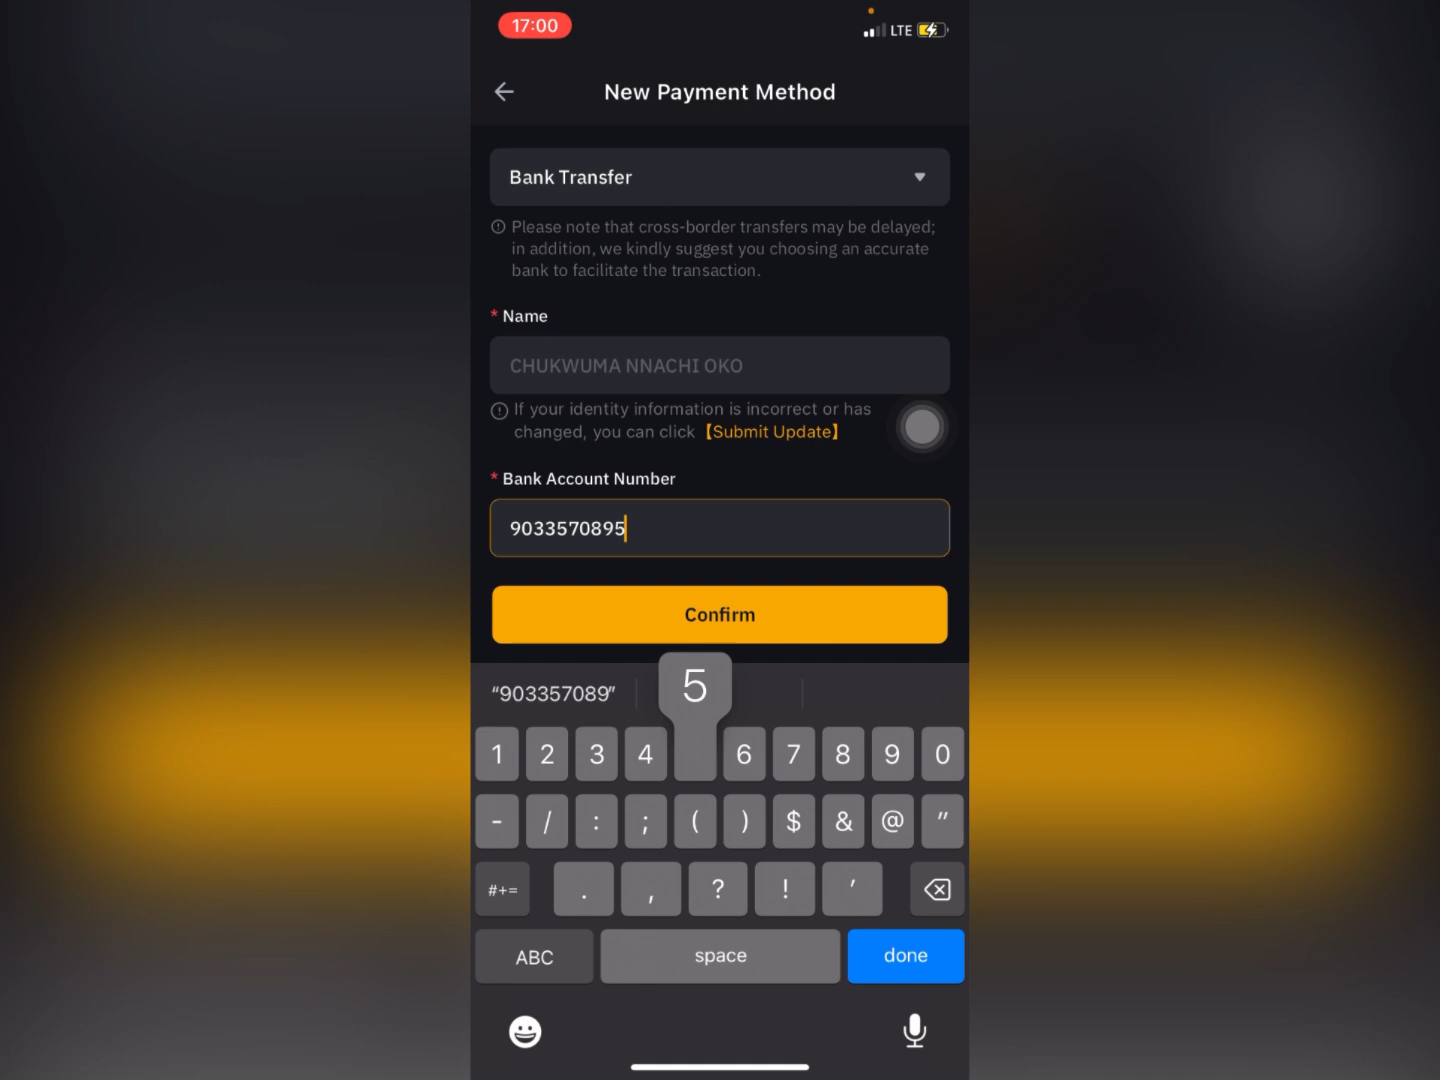 17:00
LTE
New Payment Method
Bank Transfer
Please note that cross-border transfers may be delayed;
in addition, we kindly suggest you choosing an accurate
bank to facilitate the transaction.
* Name
CHUKWUMA NNACHI OKO
If your identity information is incorrect or has
changed, you can click 【Submit Update】
* Bank Account Number
9033570895
Confirm
“903357089”
5
1 2 3 4 6 7 8 9 0
- / : ; ( ) $ & @ "
#+= . , ? ! '
ABC space done